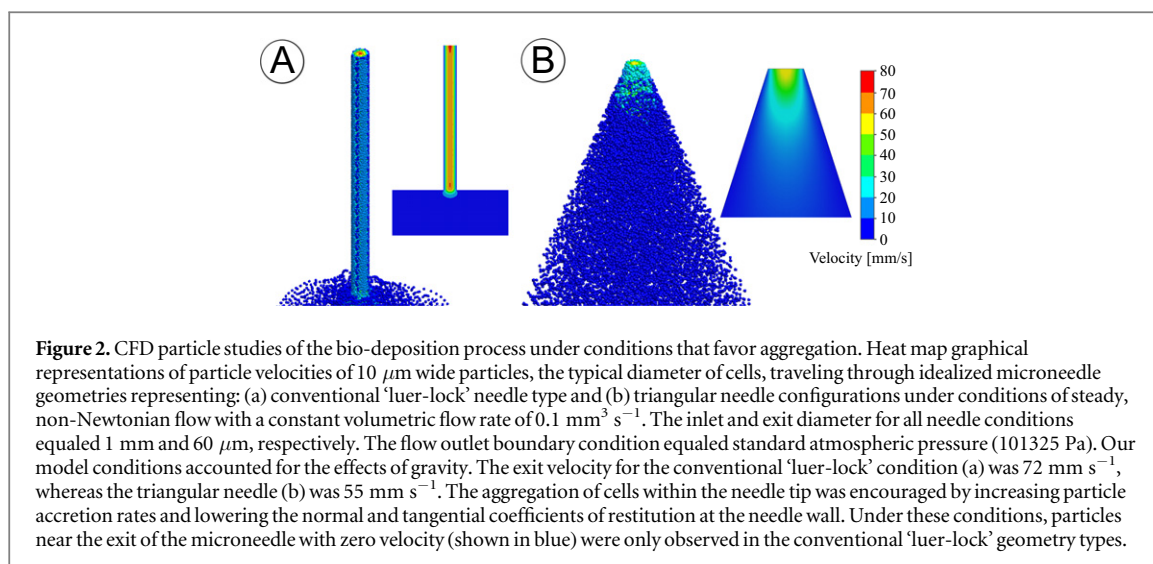 A
B
80
70
60
50
40
30
20
10
0
Velocity [mm/s]
Figure 2. CFD particle studies of the bio-deposition process under conditions that favor aggregation. Heat map graphical
representations of particle velocities of 10 μm wide particles, the typical diameter of cells, traveling through idealized microneedle
geometries representing: (a) conventional ‘luer-lock’ needle type and (b) triangular needle configurations under conditions of steady,
non-Newtonian flow with a constant volumetric flow rate of 0.1 mm³ s⁻¹. The inlet and exit diameter for all needle conditions
equaled 1 mm and 60 μm, respectively. The flow outlet boundary condition equaled standard atmospheric pressure (101325 Pa). Our
model conditions accounted for the effects of gravity. The exit velocity for the conventional ‘luer-lock’ condition (a) was 72 mm s⁻¹,
whereas the triangular needle (b) was 55 mm s⁻¹. The aggregation of cells within the needle tip was encouraged by increasing particle
accretion rates and lowering the normal and tangential coefficients of restitution at the needle wall. Under these conditions, particles
near the exit of the microneedle with zero velocity (shown in blue) were only observed in the conventional ‘luer-lock’ geometry types.